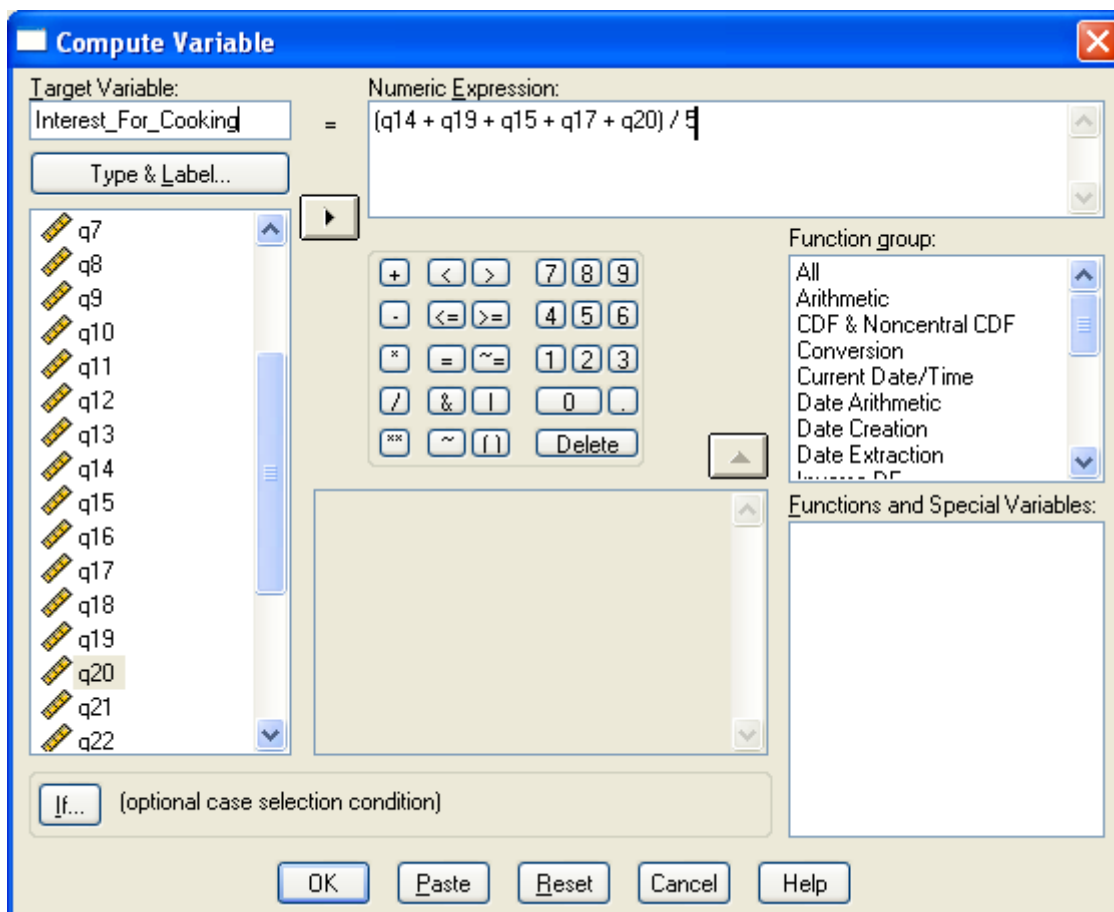 Compute Variable
Target Variable:
Interest_For_Cooking
=
Numeric Expression:
(q14 + q19 + q15 + q17 + q20) / 5
Type & Label...
q7
q8
q9
q10
q11
q12
q13
q14
q15
q16
q17
q18
q19
q20
q21
q22
+ < > 7 8 9
- <= >= 4 5 6
* = ~= 1 2 3
/ & | 0 .
** ~ () Delete
Function group:
All
Arithmetic
CDF & Noncentral CDF
Conversion
Current Date/Time
Date Arithmetic
Date Creation
Date Extraction
Functions and Special Variables:
If... (optional case selection condition)
OK Paste Reset Cancel Help